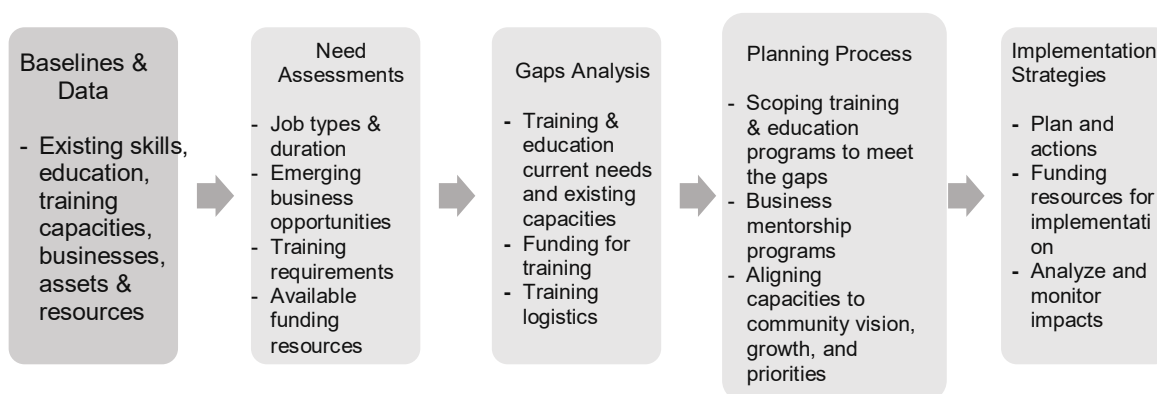 Baselines &
Data
- Existing skills,
education,
training
capacities,
businesses,
assets &
resources
Need
Assessments
- Job types &
duration
- Emerging
business
opportunities
- Training
requirements
- Available
funding
resources
Gaps Analysis
- Training &
education
current needs
and existing
capacities
- Funding for
training
- Training
logistics
Planning Process
- Scoping training
& education
programs to meet
the gaps
- Business
mentorship
programs
- Aligning
capacities to
community vision,
growth, and
priorities
Implementation
Strategies
- Plan and
actions
- Funding
resources for
implementati
on
- Analyze and
monitor
impacts